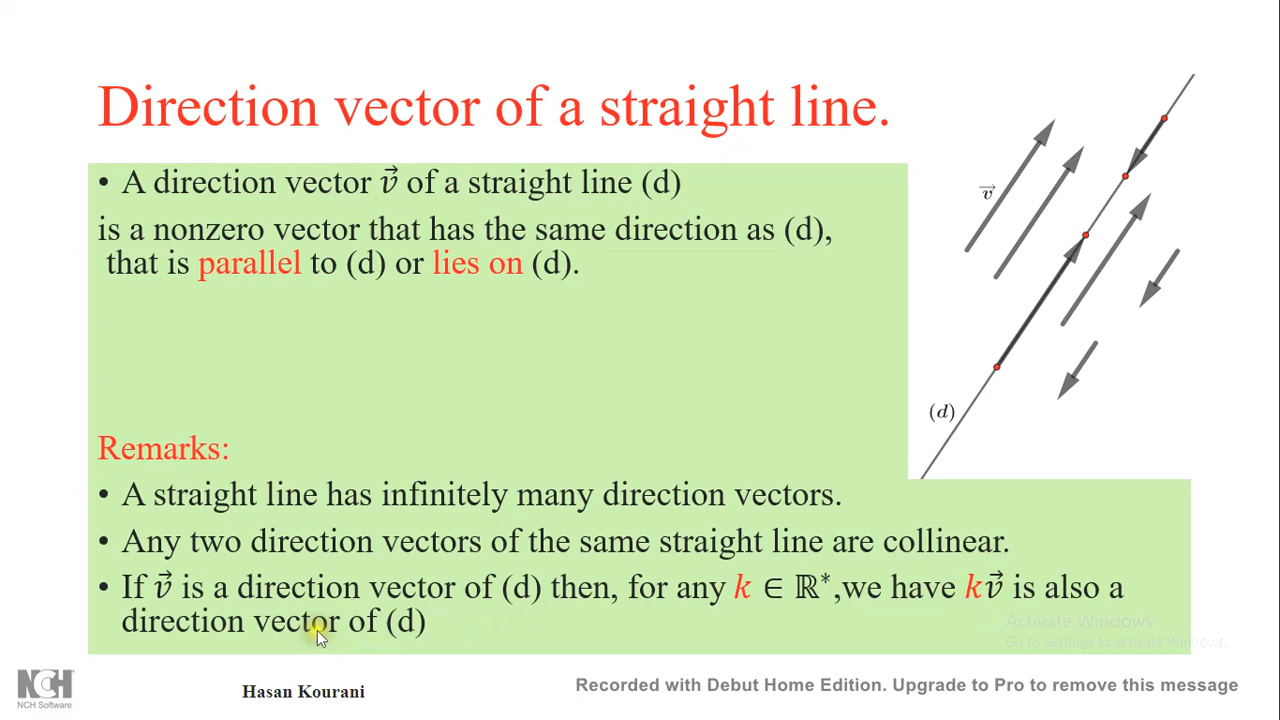 Direction vector of a straight line.
• A direction vector v⃗ of a straight line (d)
is a nonzero vector that has the same direction as (d),
that is parallel to (d) or lies on (d).
v⃗
(d)
Remarks:
• A straight line has infinitely many direction vectors.
• Any two direction vectors of the same straight line are collinear.
• If v⃗ is a direction vector of (d) then, for any k ∈ ℝ*,we have kv⃗ is also a
direction vector of (d)
Activate Windows
Go to Settings to activate Windows.
NCH
NCH Software
Hasan Kourani
Recorded with Debut Home Edition. Upgrade to Pro to remove this message